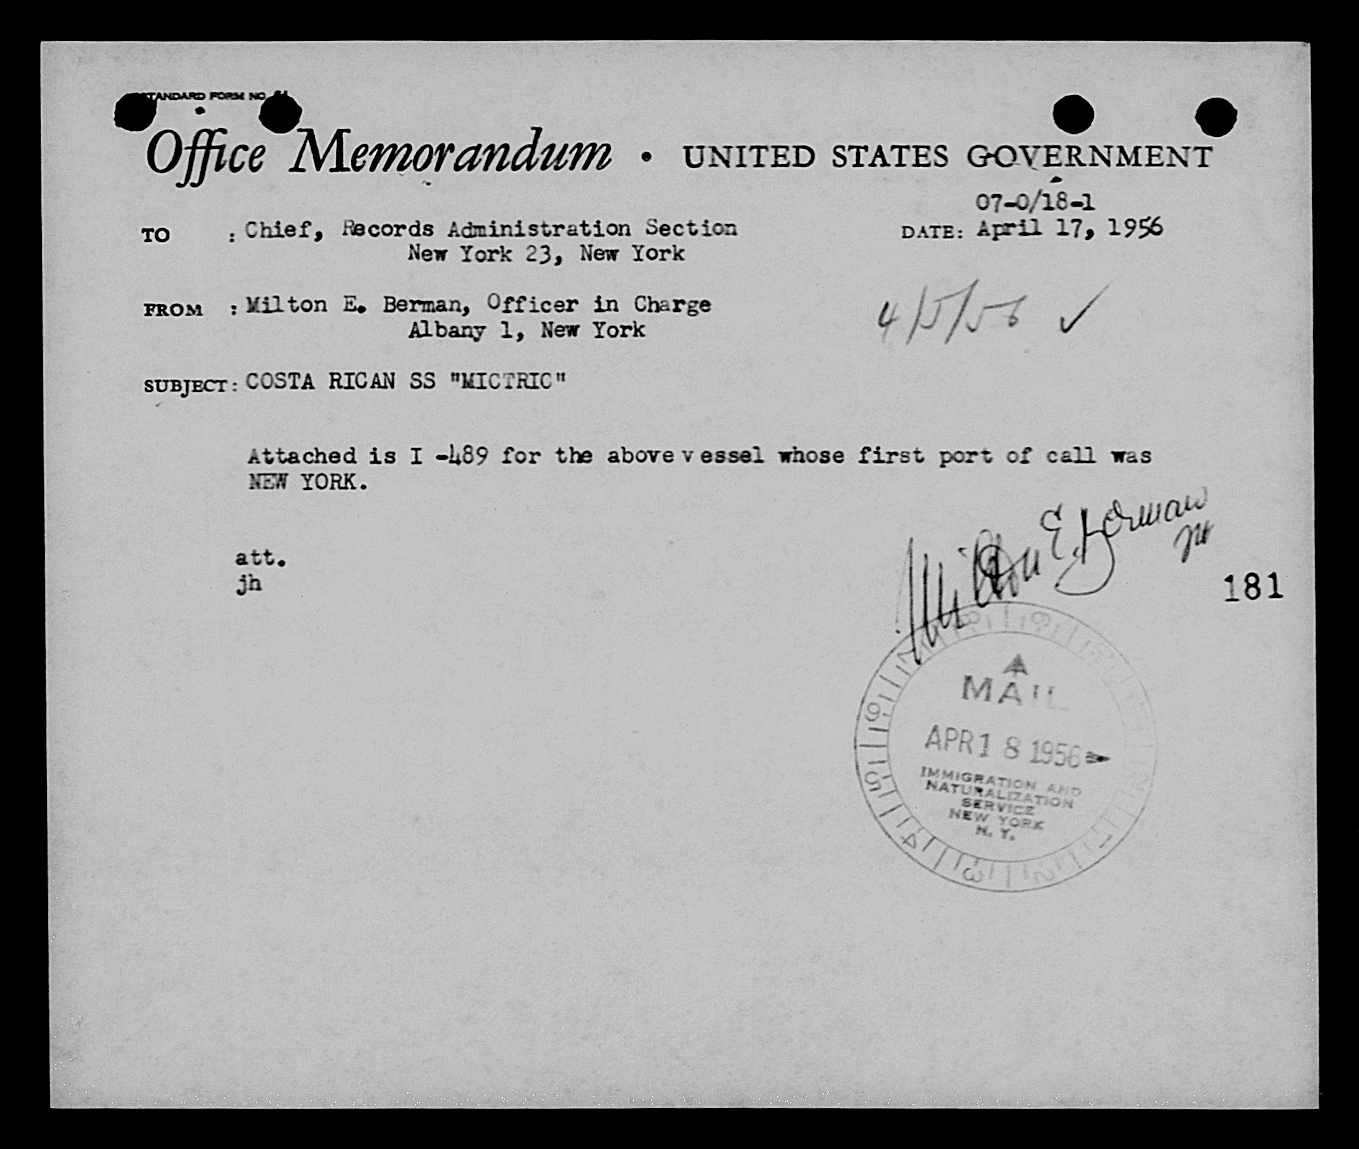 STANDARD FORM NO. 64
Office Memorandum • UNITED STATES GOVERNMENT
07-0/18-1
TO : Chief, Records Administration Section DATE: April 17, 1956
New York 23, New York
FROM : Milton E. Berman, Officer in Charge
Albany 1, New York
4/5/56 ✓
SUBJECT: COSTA RICAN SS "MICTRIC"
Attached is I -489 for the above vessel whose first port of call was
NEW YORK.
Milton E. Berman
att.
jh
181
MAIL
APR 18 1956
IMMIGRATION AND
NATURALIZATION
SERVICE
NEW YORK
N. Y.